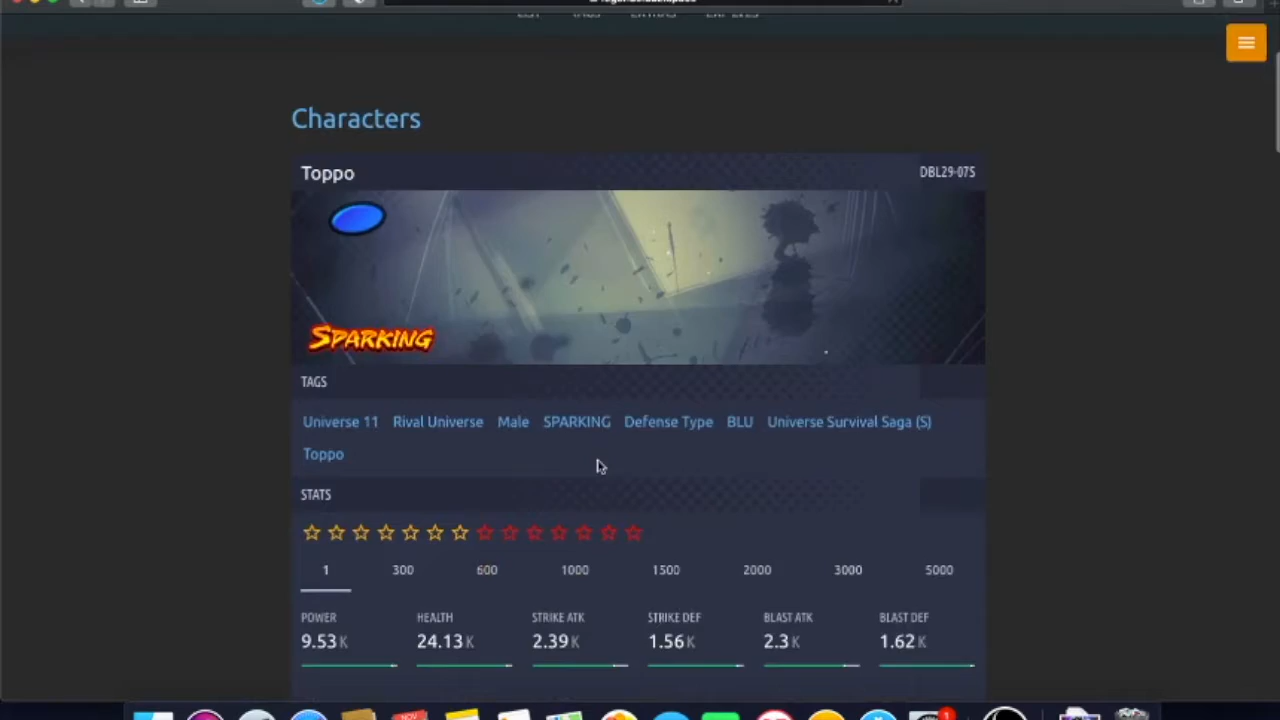 Characters
Toppo
DBL29-07S
SPARKING
TAGS
Universe 11 Rival Universe Male SPARKING Defense Type BLU Universe Survival Saga (S)
Toppo
STATS
1 300 600 1000 1500 2000 3000 5000
POWER HEALTH STRIKE ATK STRIKE DEF BLAST ATK BLAST DEF
9.53 K 24.13 K 2.39 K 1.56 K 2.3 K 1.62 K
NOV
1